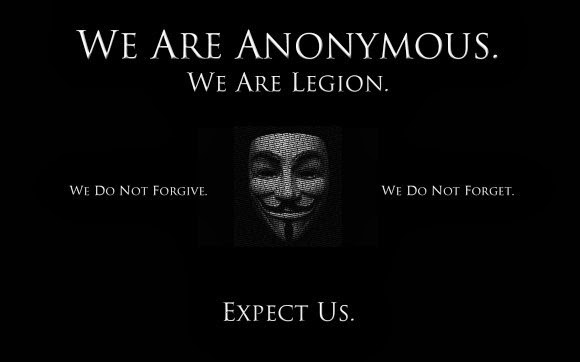 We Are Anonymous.
We Are Legion.
We Do Not Forgive.
We Do Not Forget.
Expect Us.